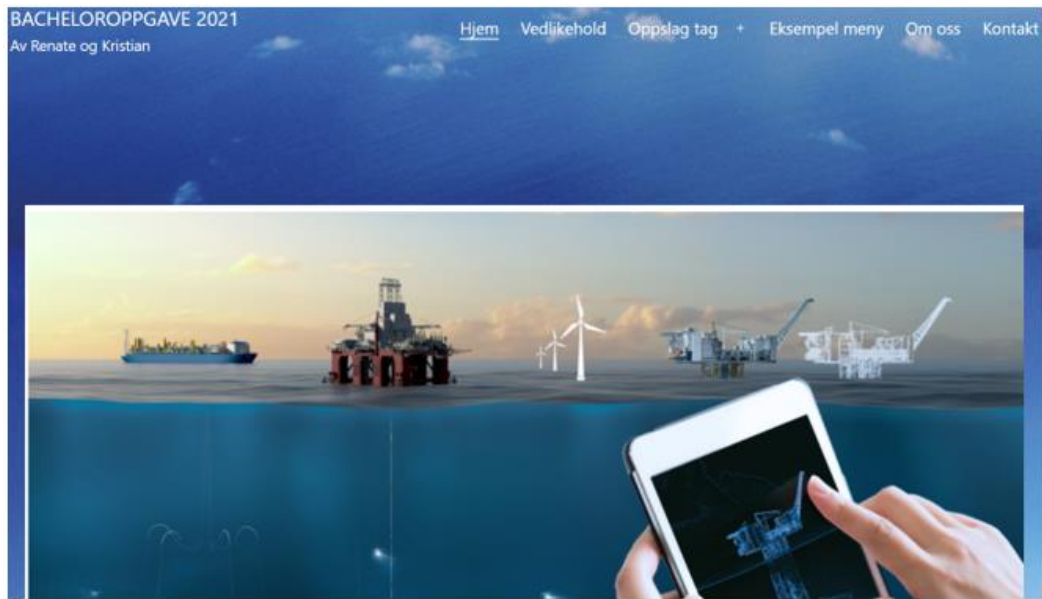 BACHELOROPPGAVE 2021
Av Renate og Kristian
Hjem Vedlikehold Oppslag tag + Eksempel meny Om oss Kontakt